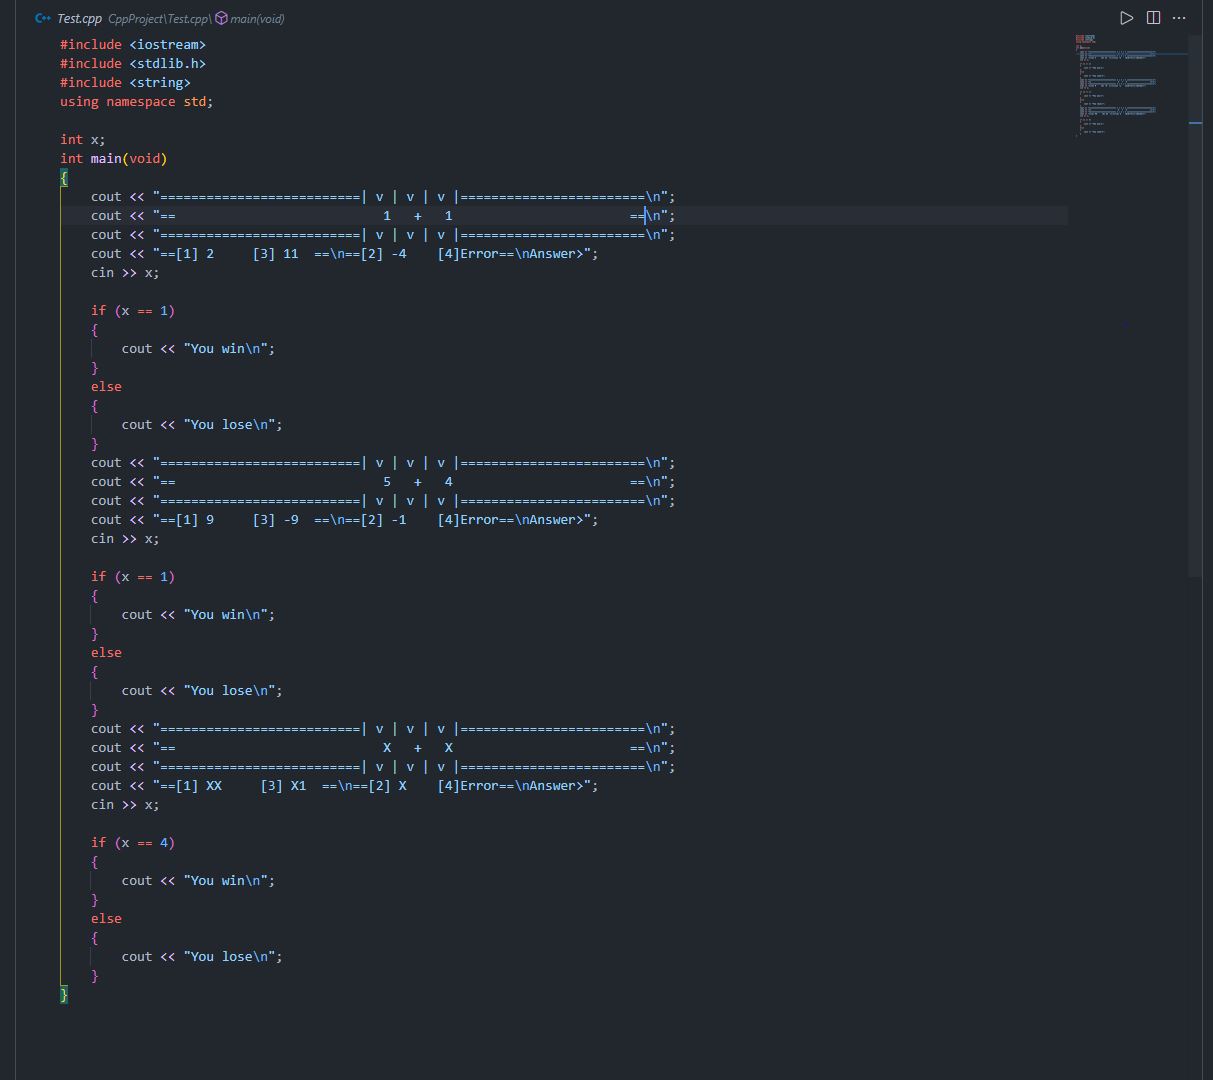 Test.cpp CppProject\Test.cpp\ main(void)
#include <iostream>
#include <stdlib.h>
#include <string>
using namespace std;

int x;
int main(void)
{
    cout << "==========================| v | v | v |========================\n";
    cout << "==                           1   +   1                       ==\n";
    cout << "==========================| v | v | v |========================\n";
    cout << "==[1] 2     [3] 11  ==\n==[2] -4    [4]Error==\nAnswer>";
    cin >> x;

    if (x == 1)
    {
        cout << "You win\n";
    }
    else
    {
        cout << "You lose\n";
    }
    cout << "==========================| v | v | v |========================\n";
    cout << "==                           5   +   4                       ==\n";
    cout << "==========================| v | v | v |========================\n";
    cout << "==[1] 9     [3] -9  ==\n==[2] -1    [4]Error==\nAnswer>";
    cin >> x;

    if (x == 1)
    {
        cout << "You win\n";
    }
    else
    {
        cout << "You lose\n";
    }
    cout << "==========================| v | v | v |========================\n";
    cout << "==                           X   +   X                       ==\n";
    cout << "==========================| v | v | v |========================\n";
    cout << "==[1] XX     [3] X1  ==\n==[2] X    [4]Error==\nAnswer>";
    cin >> x;

    if (x == 4)
    {
        cout << "You win\n";
    }
    else
    {
        cout << "You lose\n";
    }
}